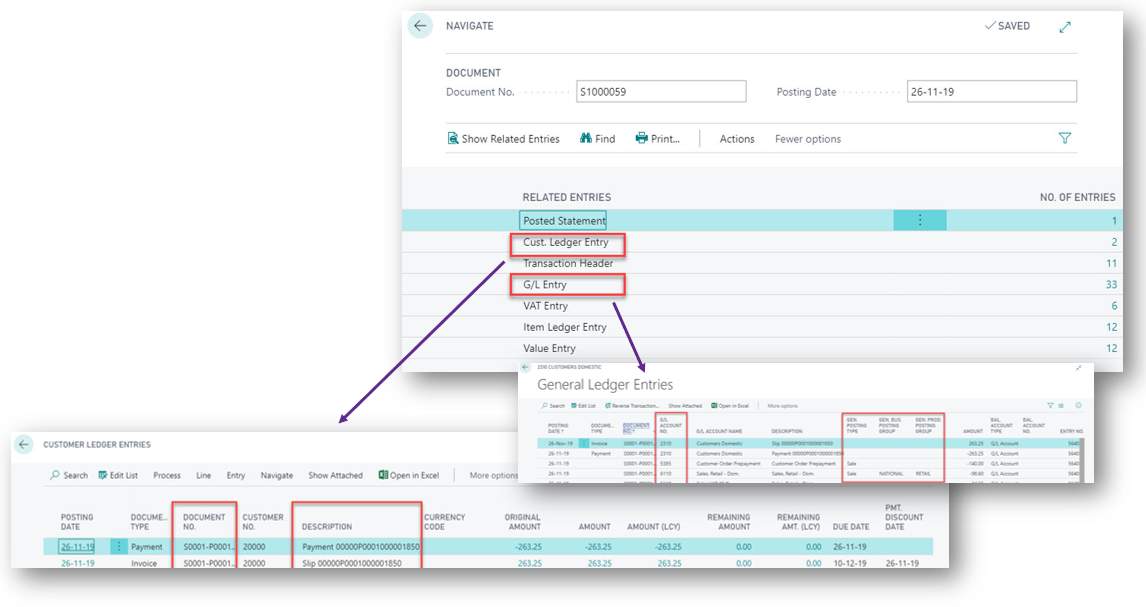 NAVIGATE
SAVED
DOCUMENT
Document No. S1000059 Posting Date 26-11-19
Show Related Entries Find Print... Actions Fewer options
RELATED ENTRIES NO. OF ENTRIES
Posted Statement 1
Cust. Ledger Entry 2
Transaction Header 11
G/L Entry 33
VAT Entry 6
Item Ledger Entry 12
Value Entry 12
2310 CUSTOMERS DOMESTIC
General Ledger Entries
Search Edit List Reverse Transaction... Show Attached Open in Excel More options
POSTING DATE DOCUME... TYPE DOCUMENT NO. G/L ACCOUNT NO. G/L ACCOUNT NAME DESCRIPTION GEN. POSTING TYPE GEN. BUS. POSTING GROUP GEN. PROD. POSTING GROUP AMOUNT BAL. ACCOUNT TYPE BAL. ACCOUNT NO. ENTRY NO.
26-Nov-19 Invoice S0001-P0001... 2310 Customers Domestic Slip 00000P0001000001850 263.25 G/L Account
26-11-19 Payment S0001-P0001... 2310 Customers Domestic Payment 00000P0001000001850 -263.25 G/L Account
26-11-19 S0001-P0001... Customer Order Prepayment Customer Order Prepayment Sale -140.00 G/L Account
26-11-19 S0001-P0001... 6110 Sales, Retail - Dom. Sales, Retail - Dom. Sale NATIONAL RETAIL G/L Account
CUSTOMER LEDGER ENTRIES
Search Edit List Process Line Entry Navigate Show Attached Open in Excel More options
POSTING DATE DOCUME... TYPE DOCUMENT NO. CUSTOMER NO. DESCRIPTION CURRENCY CODE ORIGINAL AMOUNT AMOUNT AMOUNT (LCY) REMAINING AMOUNT REMAINING AMT. (LCY) DUE DATE PMT. DISCOUNT DATE
26-11-19 Payment S0001-P0001... 20000 Payment 00000P0001000001850 -263.25 -263.25 -263.25 0.00 0.00 26-11-19
26-11-19 Invoice S0001-P0001... 20000 Slip 00000P0001000001850 263.25 263.25 263.25 0.00 0.00 10-12-19 26-11-19